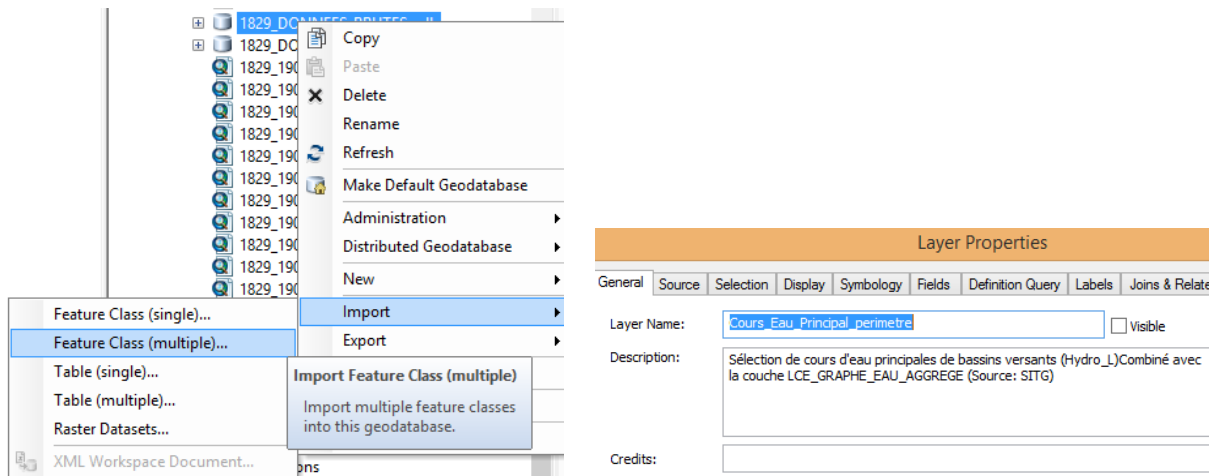 1829_DONNEES_BRUTES
1829_DO
1829_190
1829_190
1829_190
1829_190
1829_190
1829_190
1829_190
1829_190
1829_190
1829_190
1829_190
Copy
Paste
Delete
Rename
Refresh
Make Default Geodatabase
Administration
Distributed Geodatabase
New
Import
Export
Feature Class (single)...
Feature Class (multiple)...
Table (single)...
Table (multiple)...
Raster Datasets...
XML Workspace Document...
Import Feature Class (multiple)
Import multiple feature classes
into this geodatabase.
ons
Layer Properties
General Source Selection Display Symbology Fields Definition Query Labels Joins & Relate
Layer Name: Cours_Eau_Principal_perimetre Visible
Description: Sélection de cours d'eau principales de bassins versants (Hydro_L)Combiné avec
la couche LCE_GRAPHE_EAU_AGGREGE (Source: SITG)
Credits: